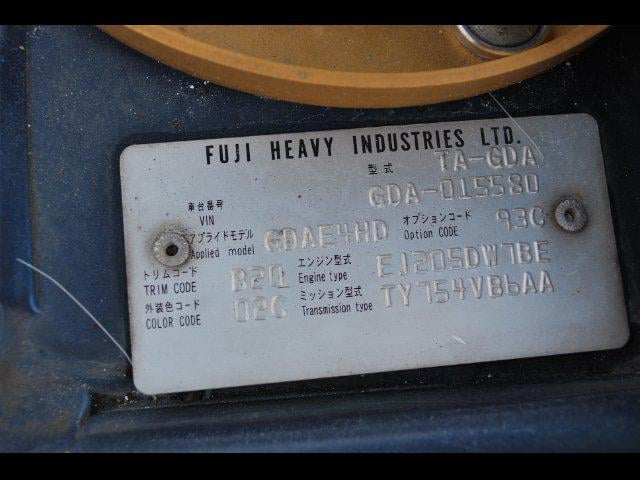 FUJI HEAVY INDUSTRIES LTD.
型式 TA-GDA
車台番号 GDA-015580
VIN
アプライドモデル GDAE4HD オプションコード 93C
Applied model Option CODE
トリムコード B2Q エンジン型式 EJ205DW7BE
TRIM CODE Engine type
外装色コード 02C ミッション型式 TY754VB6AA
COLOR CODE Transmission type